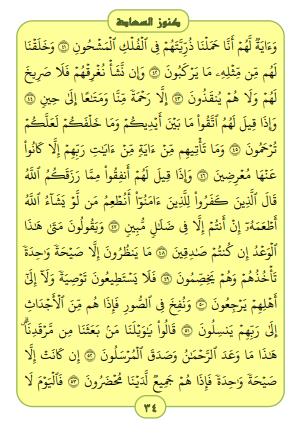 كنوز السعادة
وَءَايَةٌ لَّهُمْ أَنَّا حَمَلْنَا ذُرِّيَّتَهُمْ فِى ٱلْفُلْكِ ٱلْمَشْحُونِ ٤١ وَخَلَقْنَا
لَهُم مِّن مِّثْلِهِۦ مَا يَرْكَبُونَ ٤٢ وَإِن نَّشَأْ نُغْرِقْهُمْ فَلَا صَرِيخَ
لَهُمْ وَلَا هُمْ يُنقَذُونَ ٤٣ إِلَّا رَحْمَةً مِّنَّا وَمَتَٰعًا إِلَىٰ حِينٍ ٤٤
وَإِذَا قِيلَ لَهُمُ ٱتَّقُوا۟ مَا بَيْنَ أَيْدِيكُمْ وَمَا خَلْفَكُمْ لَعَلَّكُمْ
تُرْحَمُونَ ٤٥ وَمَا تَأْتِيهِم مِّنْ ءَايَةٍ مِّنْ ءَايَٰتِ رَبِّهِمْ إِلَّا كَانُوا۟
عَنْهَا مُعْرِضِينَ ٤٦ وَإِذَا قِيلَ لَهُمْ أَنفِقُوا۟ مِمَّا رَزَقَكُمُ ٱللَّهُ
قَالَ ٱلَّذِينَ كَفَرُوا۟ لِلَّذِينَ ءَامَنُوٓا۟ أَنُطْعِمُ مَن لَّوْ يَشَآءُ ٱللَّهُ
أَطْعَمَهُۥٓ إِنْ أَنتُمْ إِلَّا فِى ضَلَٰلٍ مُّبِينٍ ٤٧ وَيَقُولُونَ مَتَىٰ هَٰذَا
ٱلْوَعْدُ إِن كُنتُمْ صَٰدِقِينَ ٤٨ مَا يَنظُرُونَ إِلَّا صَيْحَةً وَٰحِدَةً
تَأْخُذُهُمْ وَهُمْ يَخِصِّمُونَ ٤٩ فَلَا يَسْتَطِيعُونَ تَوْصِيَةً وَلَآ إِلَىٰٓ
أَهْلِهِمْ يَرْجِعُونَ ٥٠ وَنُفِخَ فِى ٱلصُّورِ فَإِذَا هُم مِّنَ ٱلْأَجْدَاثِ
إِلَىٰ رَبِّهِمْ يَنسِلُونَ ٥١ قَالُوا۟ يَٰوَيْلَنَا مَنۢ بَعَثَنَا مِن مَّرْقَدِنَا ۗ
هَٰذَا مَا وَعَدَ ٱلرَّحْمَٰنُ وَصَدَقَ ٱلْمُرْسَلُونَ ٥٢ إِن كَانَتْ إِلَّا
صَيْحَةً وَٰحِدَةً فَإِذَا هُمْ جَمِيعٌ لَّدَيْنَا مُحْضَرُونَ ٥٣ فَٱلْيَوْمَ لَا
٣٤